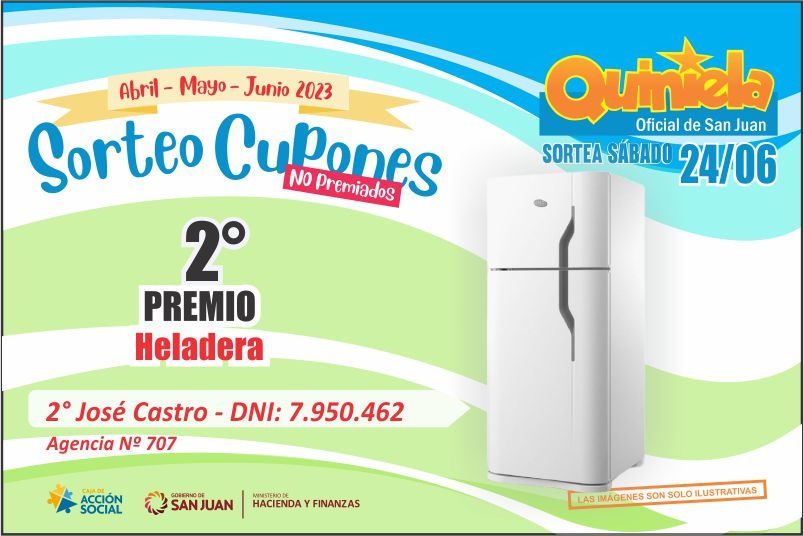 Abril - Mayo - Junio 2023
Sorteo Cupones
NO Premiados
Quiniela
Oficial de San Juan
SORTEA SÁBADO 24/06
2°
PREMIO
Heladera
2° José Castro - DNI: 7.950.462
Agencia Nº 707
LAS IMÁGENES SON SOLO ILUSTRATIVAS
CAJA DE
ACCIÓN
SOCIAL
GOBIERNO DE
SAN JUAN
MINISTERIO DE
HACIENDA Y FINANZAS